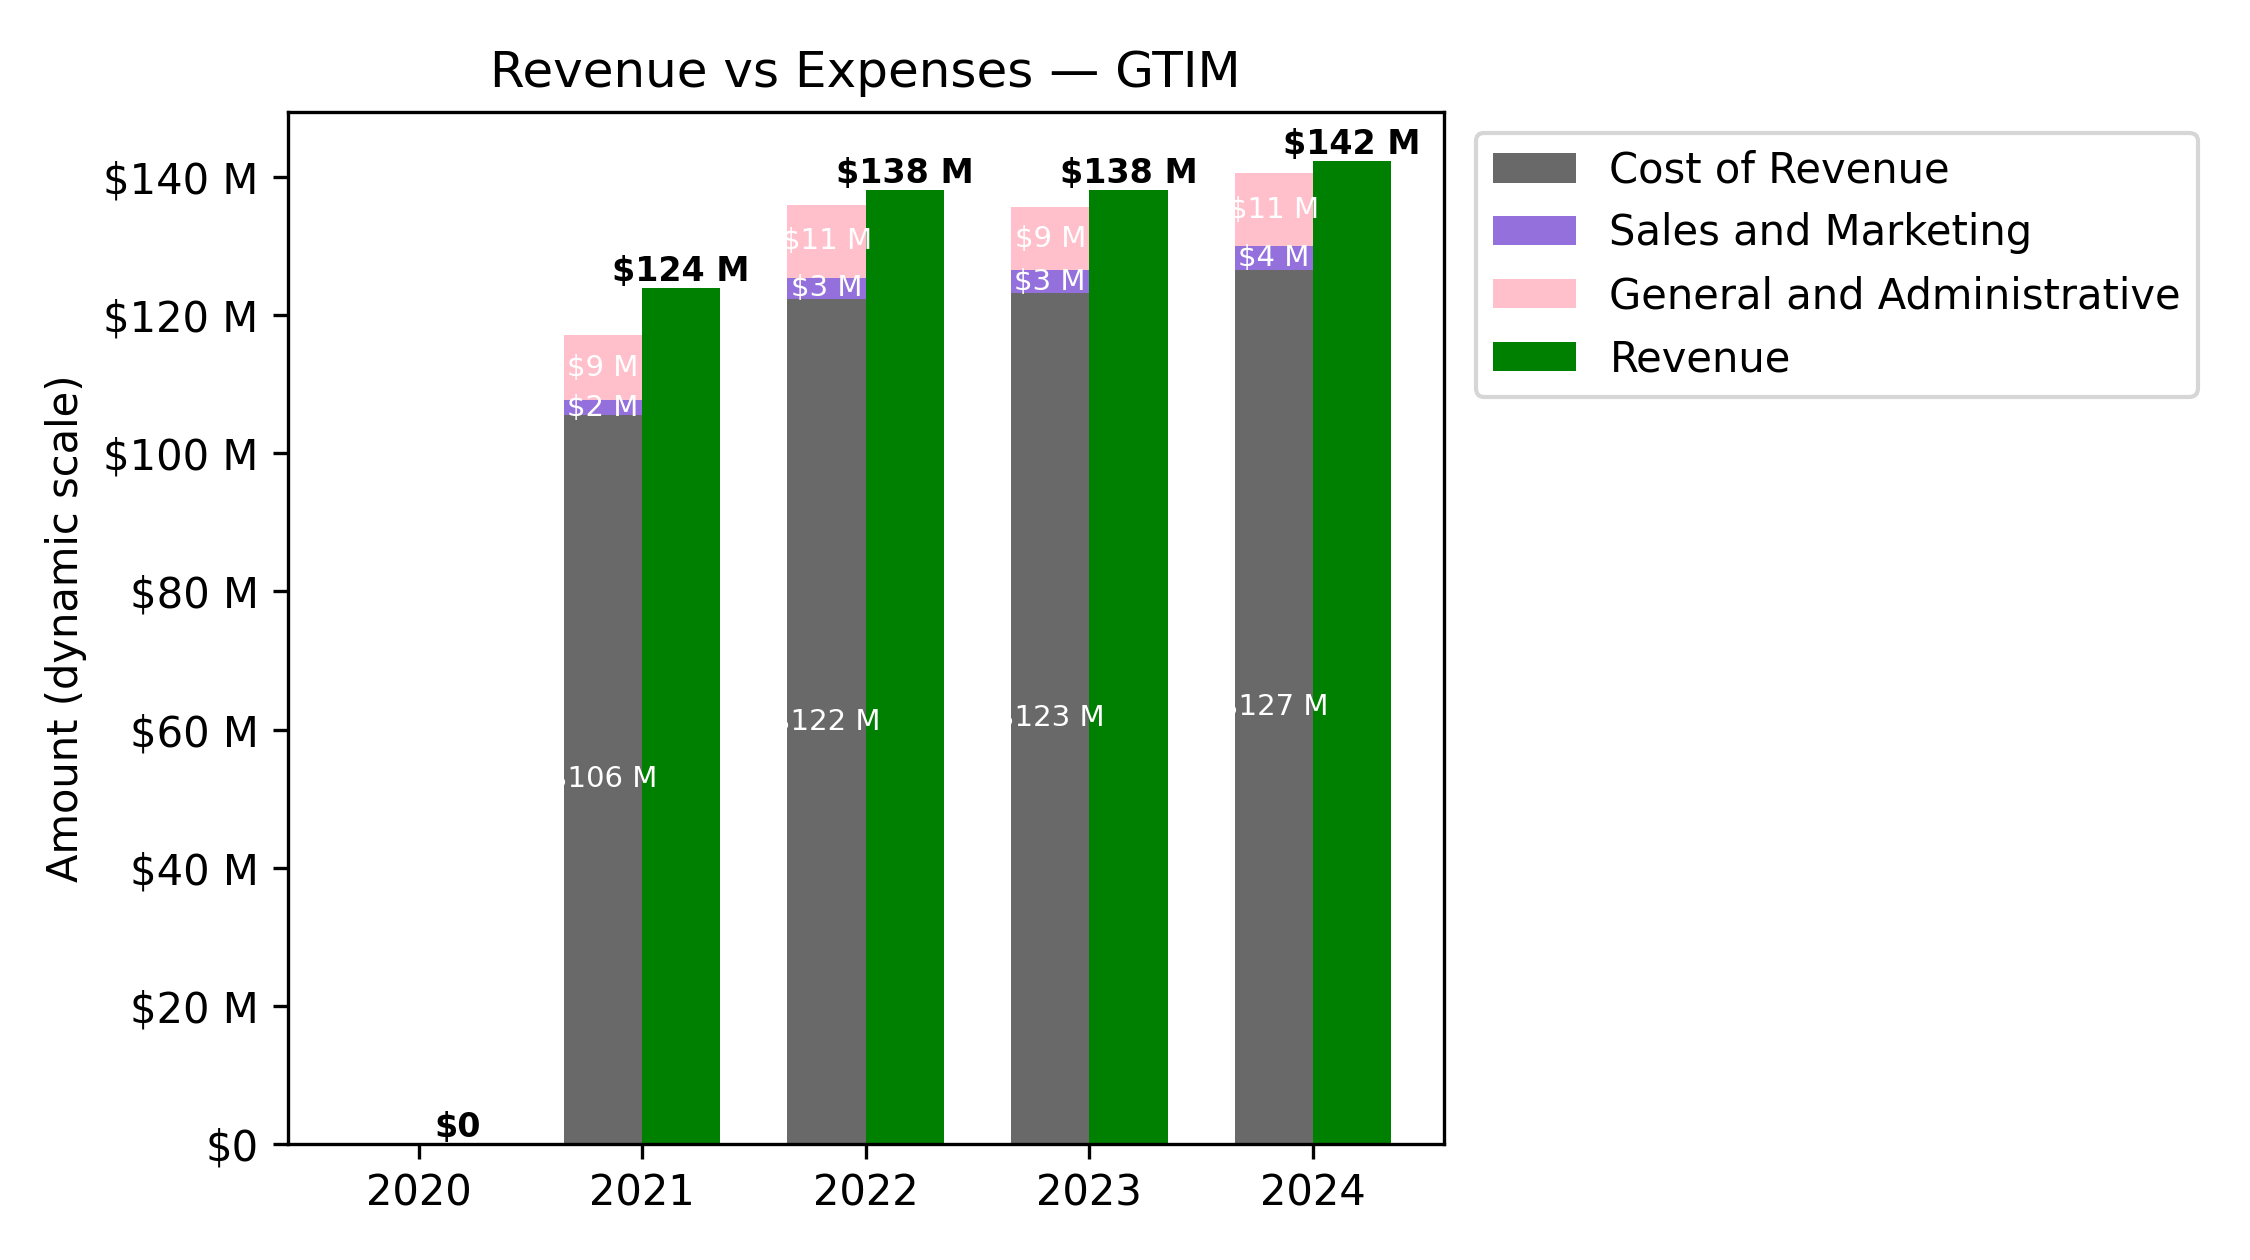 Revenue vs Expenses — GTIM
Amount (dynamic scale)
$140 M
$120 M
$100 M
$80 M
$60 M
$40 M
$20 M
$0
$0
$124 M
$9 M
$2 M
$106 M
$138 M
$11 M
$3 M
$122 M
$138 M
$9 M
$3 M
$123 M
$142 M
$11 M
$4 M
$127 M
2020 2021 2022 2023 2024
Cost of Revenue
Sales and Marketing
General and Administrative
Revenue